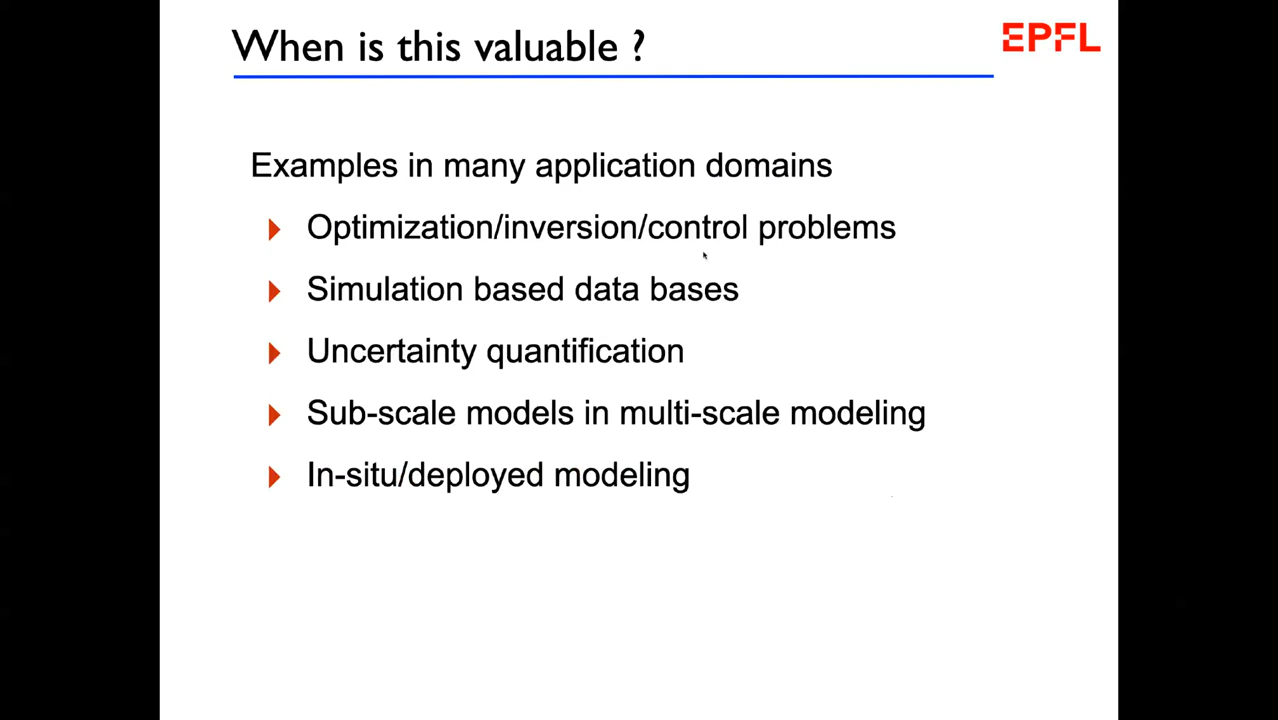 When is this valuable ?
EPFL
Examples in many application domains
Optimization/inversion/control problems
Simulation based data bases
Uncertainty quantification
Sub-scale models in multi-scale modeling
In-situ/deployed modeling